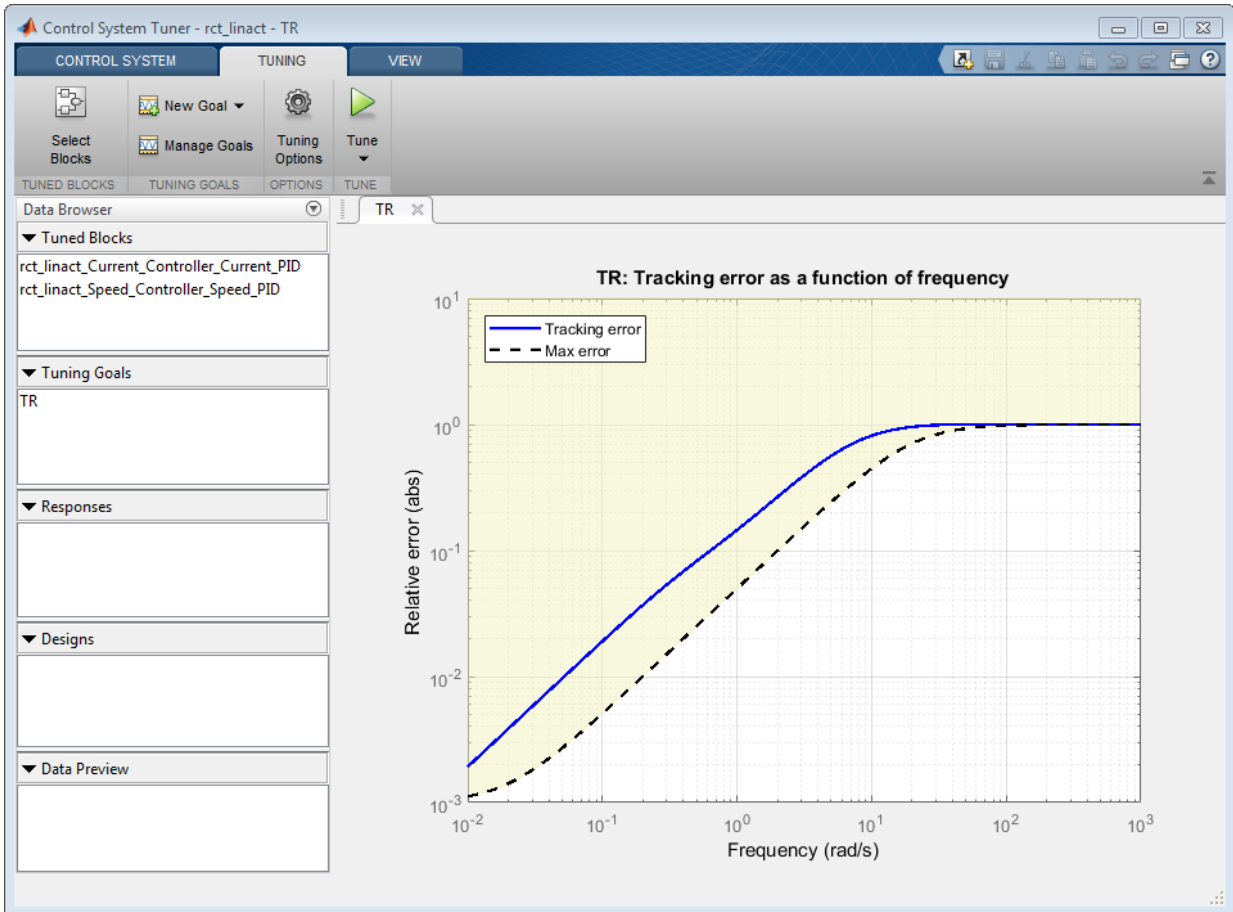 Control System Tuner - rct_linact - TR
CONTROL SYSTEM
TUNING
VIEW
Select
Blocks
New Goal
Manage Goals
Tuning
Options
Tune
TUNED BLOCKS
TUNING GOALS
OPTIONS
TUNE
Data Browser
Tuned Blocks
rct_linact_Current_Controller_Current_PID
rct_linact_Speed_Controller_Speed_PID
Tuning Goals
TR
Responses
Designs
Data Preview
TR
TR: Tracking error as a function of frequency
Tracking error
Max error
Relative error (abs)
10^1
10^0
10^-1
10^-2
10^-3
10^-2 10^-1 10^0 10^1 10^2 10^3
Frequency (rad/s)